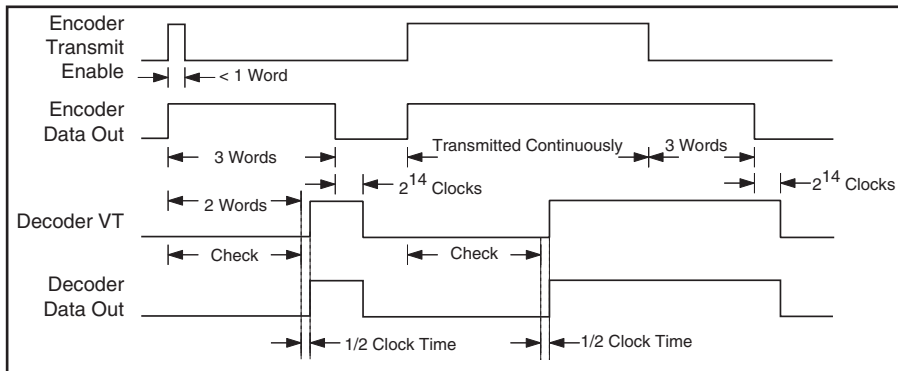 Encoder
Transmit
Enable
< 1 Word
Encoder
Data Out
3 Words
Transmitted Continuously
3 Words
2^14 Clocks
2^14 Clocks
2 Words
Decoder VT
Check
Check
Decoder
Data Out
1/2 Clock Time
1/2 Clock Time